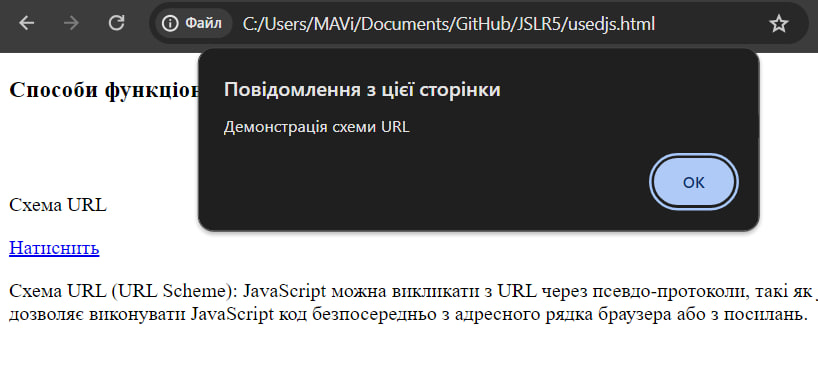 Файл C:/Users/MAVi/Documents/GitHub/JSLR5/usedjs.html
Способи функціон
Повідомлення з цієї сторінки
Демонстрація схеми URL
ОК
Схема URL
Натиснить
Схема URL (URL Scheme): JavaScript можна викликати з URL через псевдо-протоколи, такі як
дозволяє виконувати JavaScript код безпосередньо з адресного рядка браузера або з посилань.